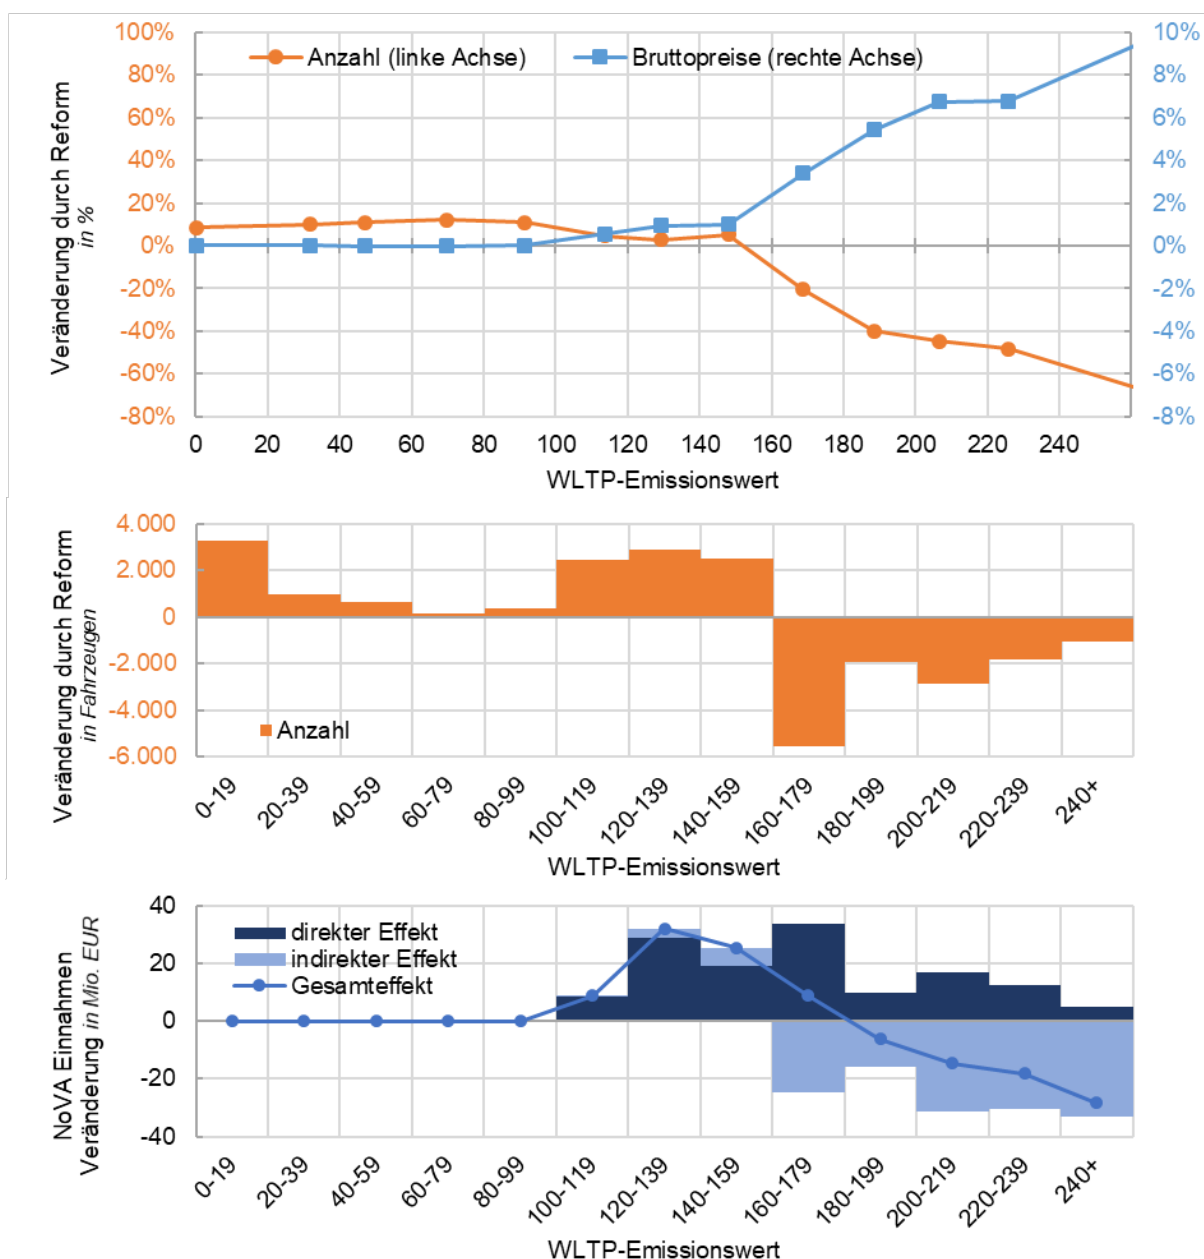 100%
80%
60%
40%
20%
0%
-20%
-40%
-60%
-80%
10%
8%
6%
4%
2%
0%
-2%
-4%
-6%
-8%
Anzahl (linke Achse)
Bruttopreise (rechte Achse)
Veränderung durch Reform
in %
0 20 40 60 80 100 120 140 160 180 200 220 240
WLTP-Emissionswert
4.000
2.000
0
-2.000
-4.000
-6.000
Veränderung durch Reform
in Fahrzeugen
Anzahl
0-19 20-39 40-59 60-79 80-99 100-119 120-139 140-159 160-179 180-199 200-219 220-239 240+
WLTP-Emissionswert
40
20
0
-20
-40
NoVA Einnahmen
Veränderung in Mio. EUR
direkter Effekt
indirekter Effekt
Gesamteffekt
0-19 20-39 40-59 60-79 80-99 100-119 120-139 140-159 160-179 180-199 200-219 220-239 240+
WLTP-Emissionswert